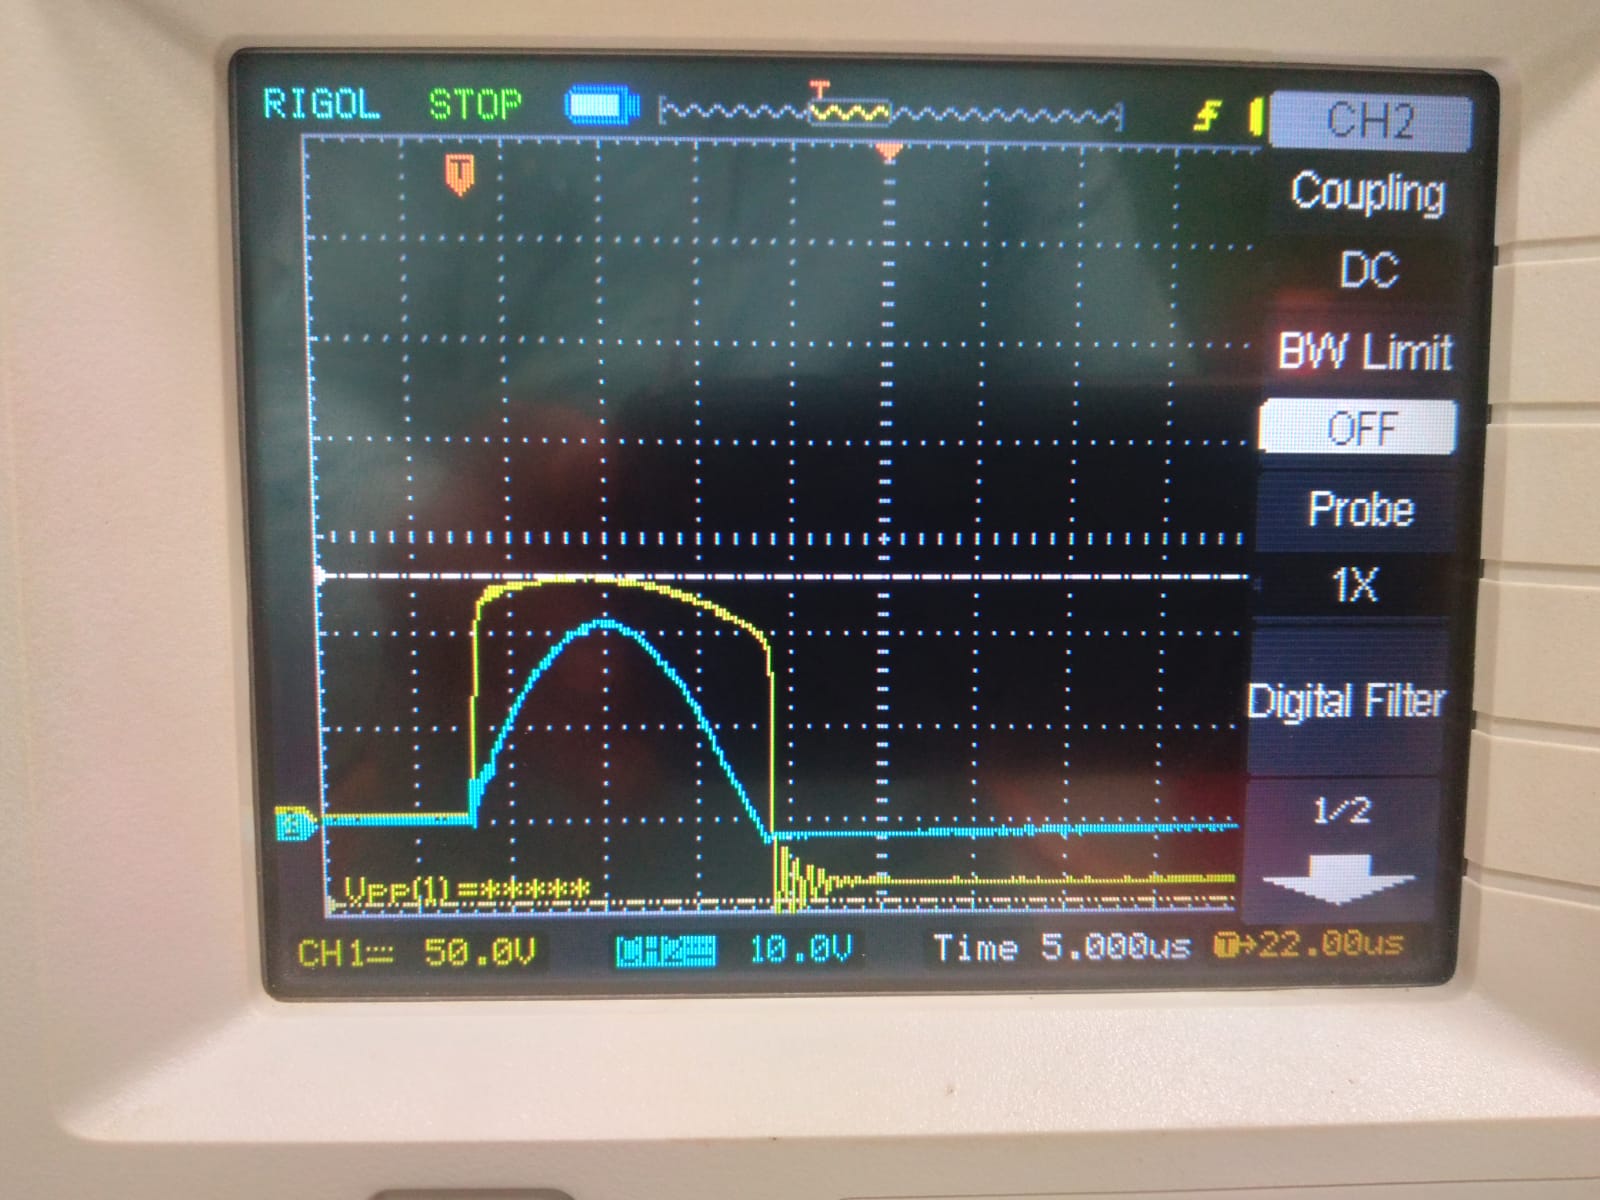 RIGOL STOP T CH2
T
Coupling
DC
BW Limit
OFF
Probe
1X
Digital Filter
1/2
Vpp(1)=*****
CH1 50.0V CH2 10.0V Time 5.000us T→22.00us